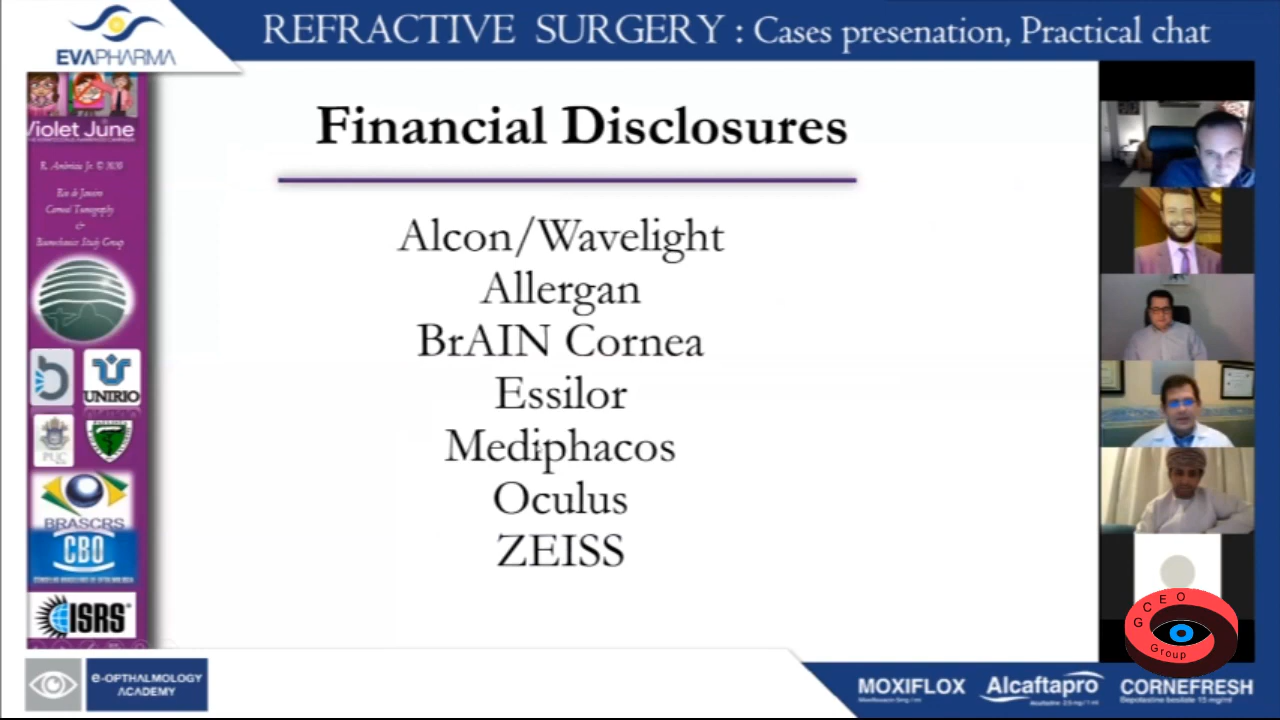 EVAPHARMA
REFRACTIVE SURGERY : Cases presenation, Practical chat
Violet June
R. Ambrósio Jr. © 2020
Rio de Janeiro
Corneal Tomography
&
Biomechanics Study Group
UNIRIO
PUC
BRASCRS
CBO
ISRS
Financial Disclosures
Alcon/Wavelight
Allergan
BrAIN Cornea
Essilor
Mediphacos
Oculus
ZEISS
GCEO
Group
e-OPTHALMOLOGY
ACADEMY
MOXIFLOX Alcaftapro CORNEFRESH